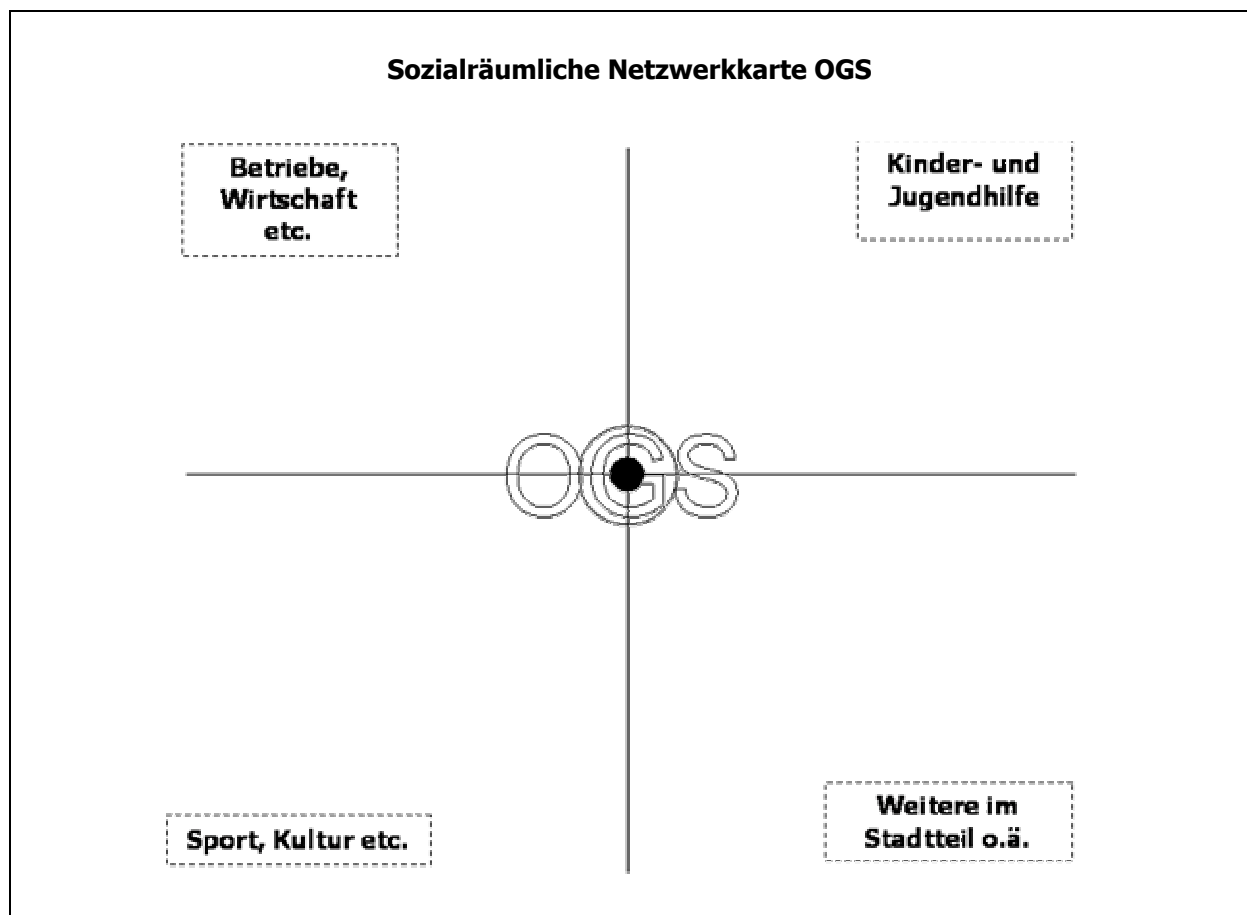 Sozialräumliche Netzwerkkarte OGS
Betriebe,
Wirtschaft
etc.
Kinder- und
Jugendhilfe
OGS
Sport, Kultur etc.
Weitere im
Stadtteil o.ä.